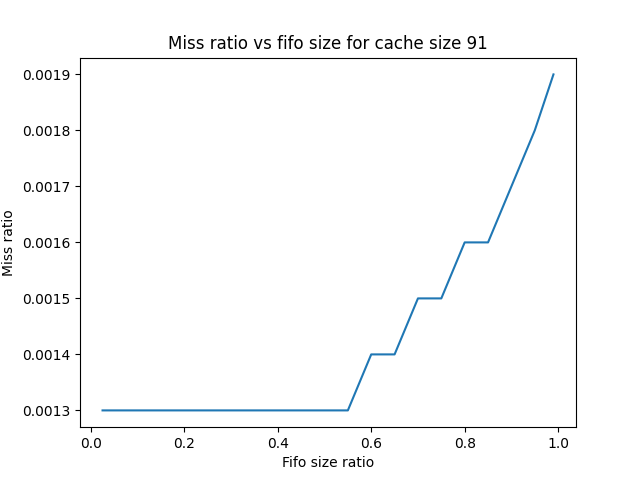 Miss ratio vs fifo size for cache size 91
Miss ratio
0.0019
0.0018
0.0017
0.0016
0.0015
0.0014
0.0013
0.0 0.2 0.4 0.6 0.8 1.0
Fifo size ratio